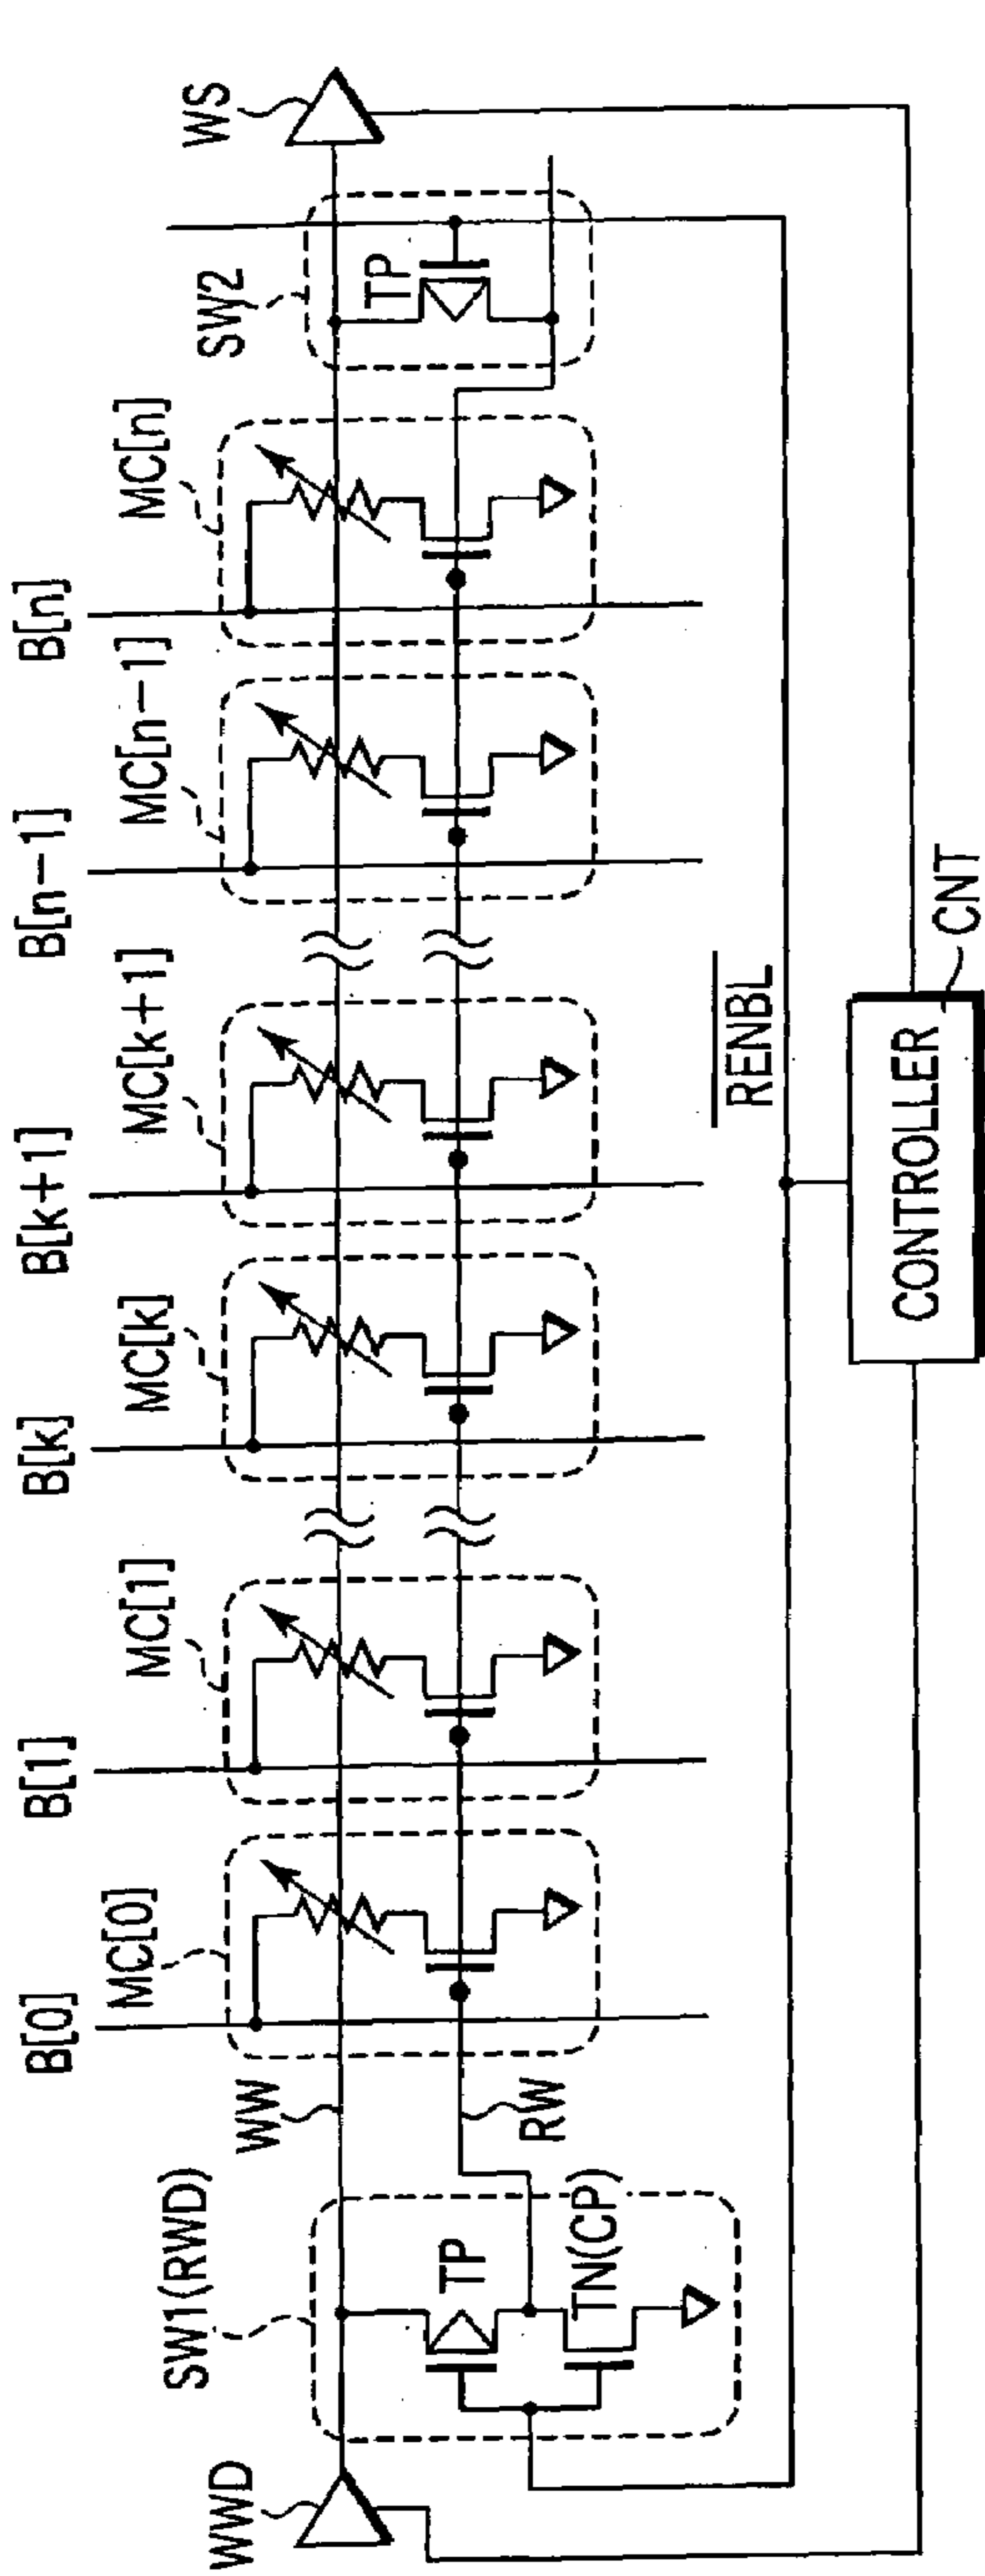 B[0]
B[1]
B[k]
B[k+1]
B[n-1]
B[n]
MC[0]
MC[1]
MC[k]
MC[k+1]
MC[n-1]
MC[n]
SW1(RWD)
WW
SW2
WS
WWD
TP
TP
RW
TN(CP)
RENBL
CNT
CONTROLLER